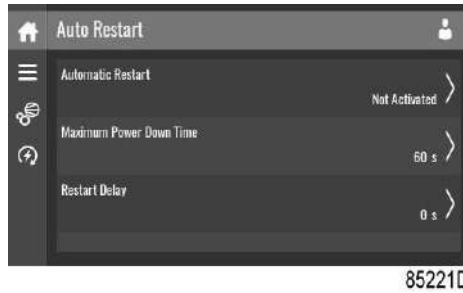 Auto Restart
Automatic Restart
Not Activated
Maximum Power Down Time
60 s
Restart Delay
0 s
85221D